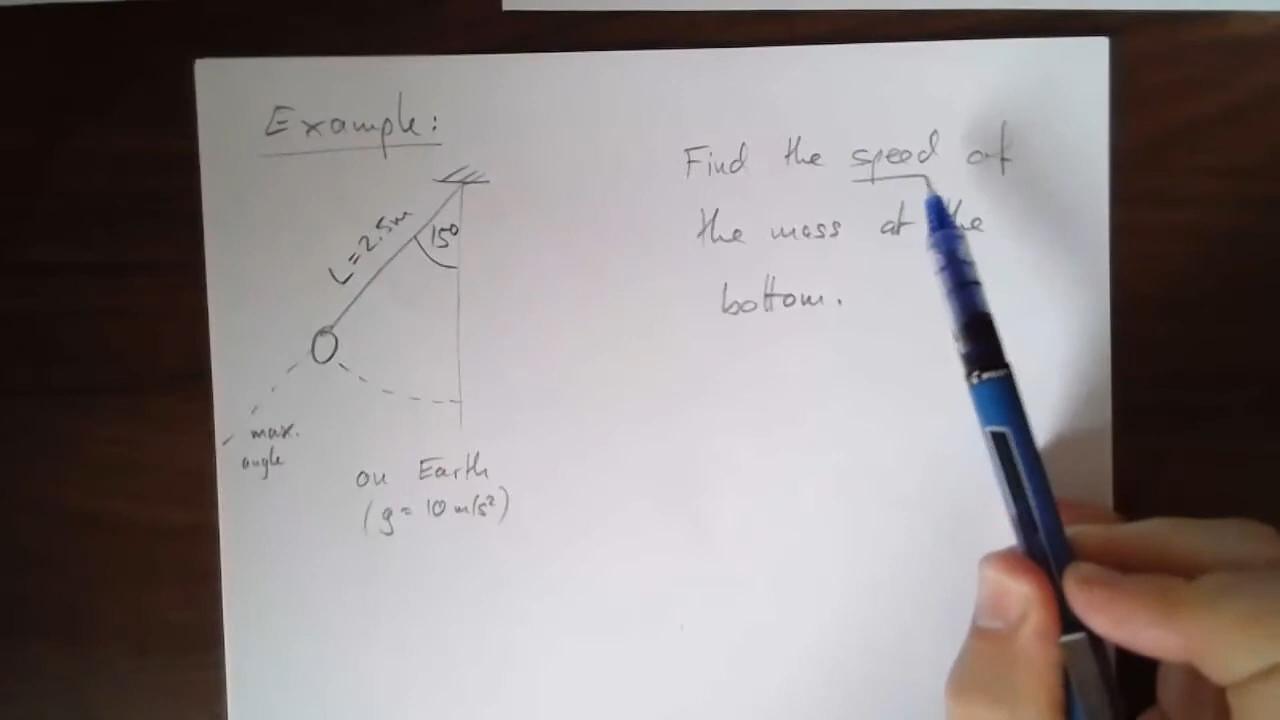 Example:
L = 2.5m
15°
max.
angle
on Earth
(g = 10 m/s²)
Find the speed of
the mass at the
bottom.